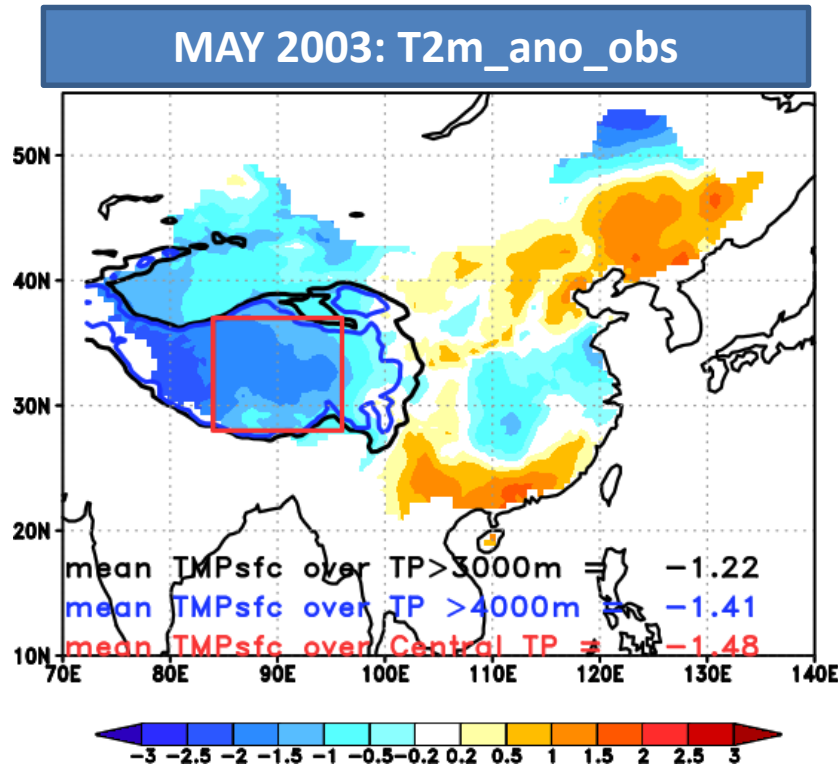 MAY 2003: T2m_ano_obs
50N
40N
30N
20N
mean TMPsfc over TP>3000m = -1.22
mean TMPsfc over TP >4000m = -1.41
mean TMPsfc over Central TP = -1.48
10N
70E 80E 90E 100E 110E 120E 130E 140E
-3 -2.5 -2 -1.5 -1 -0.5 -0.2 0.2 0.5 1 1.5 2 2.5 3